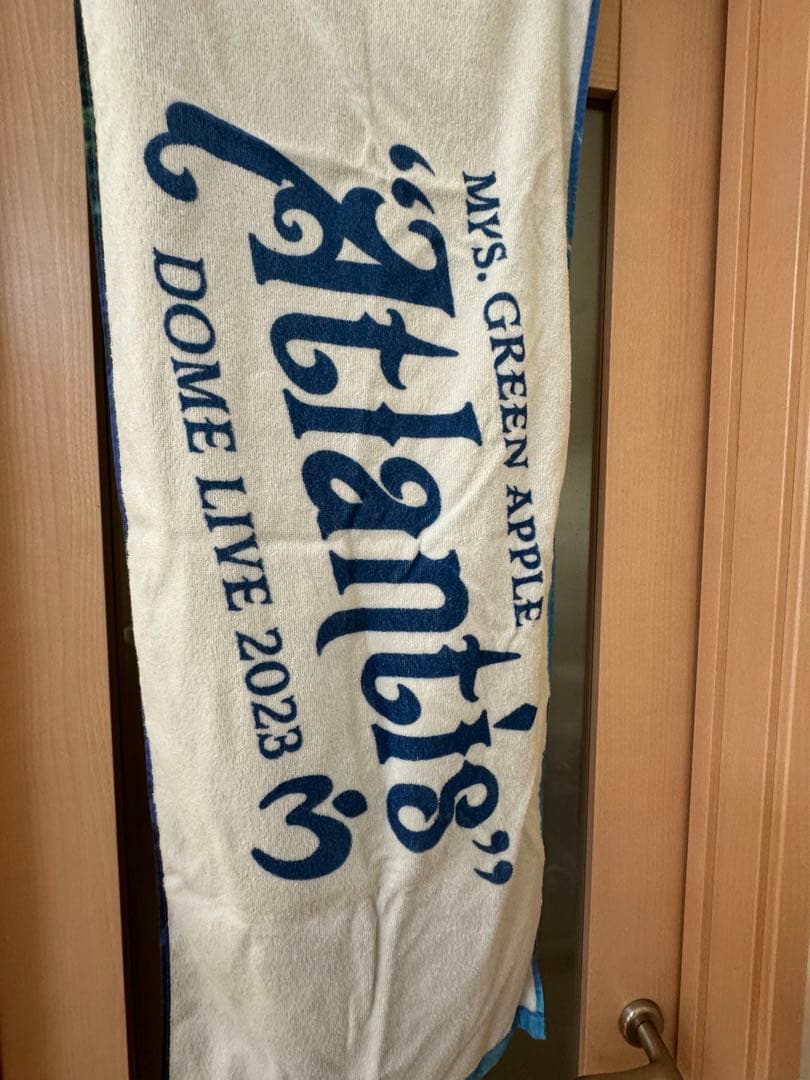 MRS. GREEN APPLE
“Atlantis”
DOME LIVE 2023